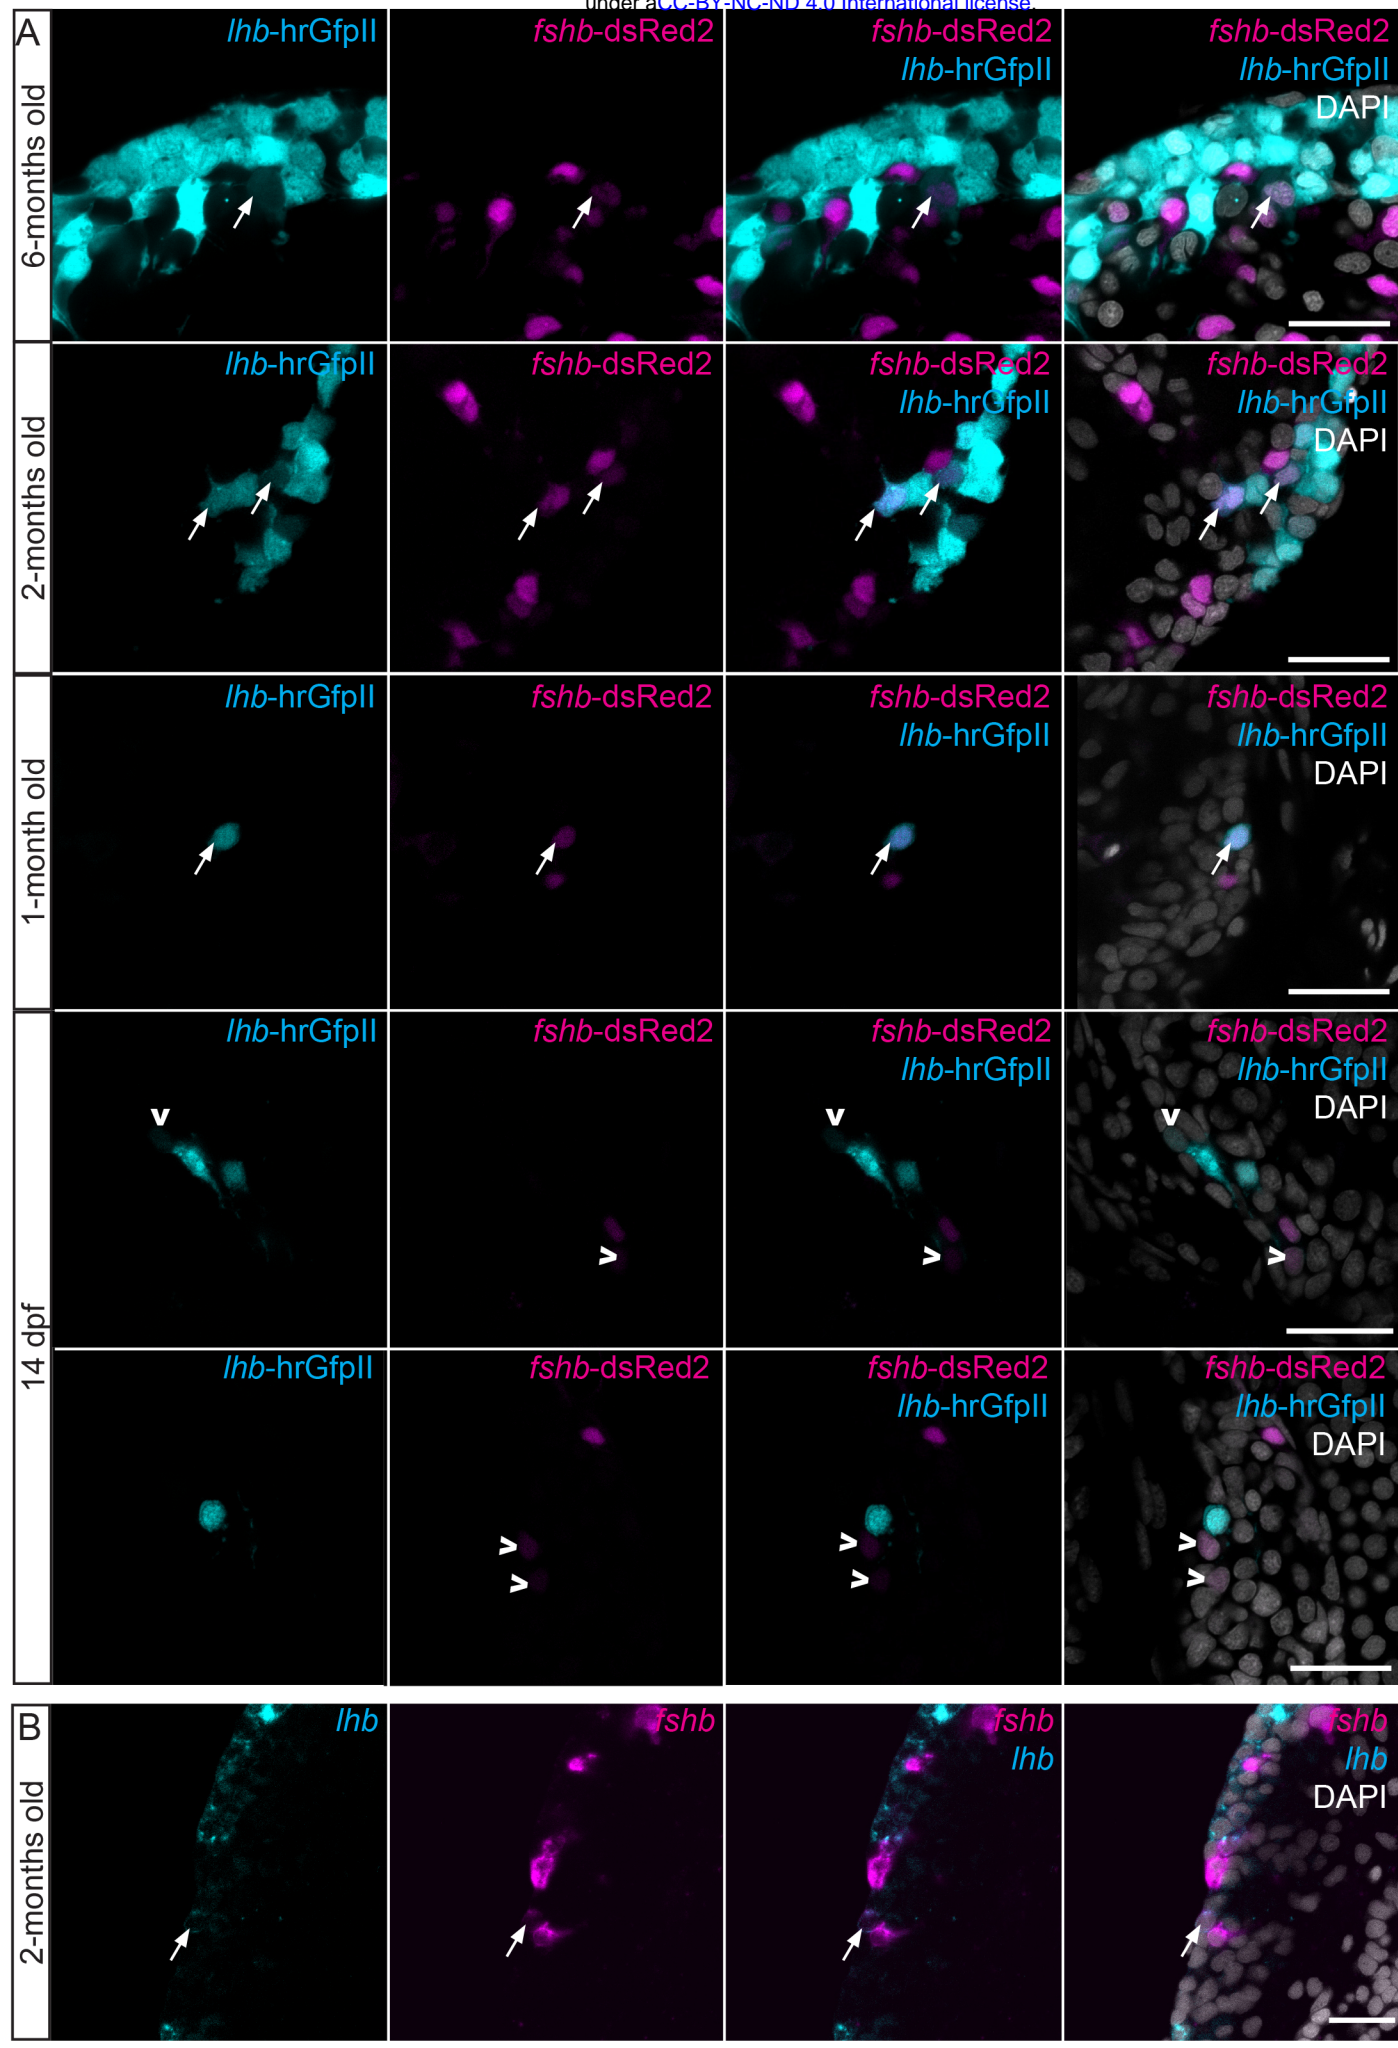 under aCC-BY-NC-ND 4.0 International license.
A
6-months old
lhb-hrGfpII
fshb-dsRed2
fshb-dsRed2
lhb-hrGfpII
fshb-dsRed2
lhb-hrGfpII
DAPI
2-months old
lhb-hrGfpII
fshb-dsRed2
fshb-dsRed2
lhb-hrGfpII
fshb-dsRed2
lhb-hrGfpII
DAPI
1-month old
lhb-hrGfpII
fshb-dsRed2
fshb-dsRed2
lhb-hrGfpII
fshb-dsRed2
lhb-hrGfpII
DAPI
14 dpf
lhb-hrGfpII
fshb-dsRed2
fshb-dsRed2
lhb-hrGfpII
fshb-dsRed2
lhb-hrGfpII
DAPI
lhb-hrGfpII
fshb-dsRed2
fshb-dsRed2
lhb-hrGfpII
fshb-dsRed2
lhb-hrGfpII
DAPI
B
2-months old
lhb
fshb
fshb
lhb
fshb
lhb
DAPI